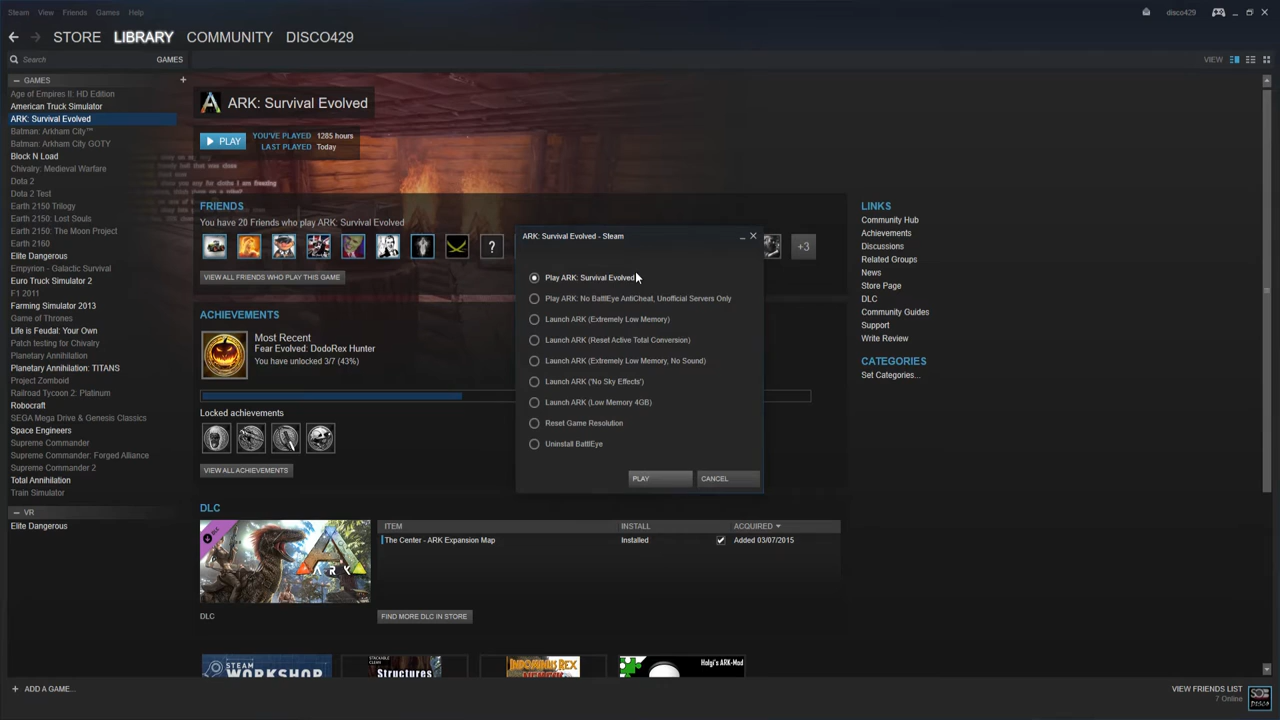 Steam View Friends Games Help
disco429
STORE LIBRARY COMMUNITY DISCO429
Search GAMES
VIEW
GAMES
Age of Empires II: HD Edition
American Truck Simulator
ARK: Survival Evolved
Batman: Arkham City™
Batman: Arkham City GOTY
Block N Load
Chivalry: Medieval Warfare
Dota 2
Dota 2 Test
Earth 2150 Trilogy
Earth 2150: Lost Souls
Earth 2150: The Moon Project
Earth 2160
Elite Dangerous
Empyrion - Galactic Survival
Euro Truck Simulator 2
F1 2011
Farming Simulator 2013
Game of Thrones
Life is Feudal: Your Own
Patch testing for Chivalry
Planetary Annihilation
Planetary Annihilation: TITANS
Project Zomboid
Railroad Tycoon 2: Platinum
Robocraft
SEGA Mega Drive & Genesis Classics
Space Engineers
Supreme Commander
Supreme Commander: Forged Alliance
Supreme Commander 2
Total Annihilation
Train Simulator
VR
Elite Dangerous
+ ADD A GAME...
ARK: Survival Evolved
PLAY
YOU'VE PLAYED 1285 hours
LAST PLAYED Today
FRIENDS
You have 20 Friends who play ARK: Survival Evolved
?
+3
VIEW ALL FRIENDS WHO PLAY THIS GAME
ACHIEVEMENTS
Most Recent
Fear Evolved: DodoRex Hunter
You have unlocked 3/7 (43%)
Locked achievements
VIEW ALL ACHIEVEMENTS
DLC
ITEM INSTALL ACQUIRED
The Center - ARK Expansion Map Installed Added 03/07/2015
ARK
DLC
FIND MORE DLC IN STORE
STEAM
WORKSHOP
STACKABLE
Structures
INDOMINUS REX
Halgi's ARK-Mod
ARK: Survival Evolved - Steam
Play ARK: Survival Evolved
Play ARK: No BattlEye AntiCheat, Unofficial Servers Only
Launch ARK (Extremely Low Memory)
Launch ARK (Reset Active Total Conversion)
Launch ARK (Extremely Low Memory, No Sound)
Launch ARK ('No Sky Effects')
Launch ARK (Low Memory 4GB)
Reset Game Resolution
Uninstall BattlEye
PLAY CANCEL
LINKS
Community Hub
Achievements
Discussions
Related Groups
News
Store Page
DLC
Community Guides
Support
Write Review
CATEGORIES
Set Categories...
VIEW FRIENDS LIST
7 Online